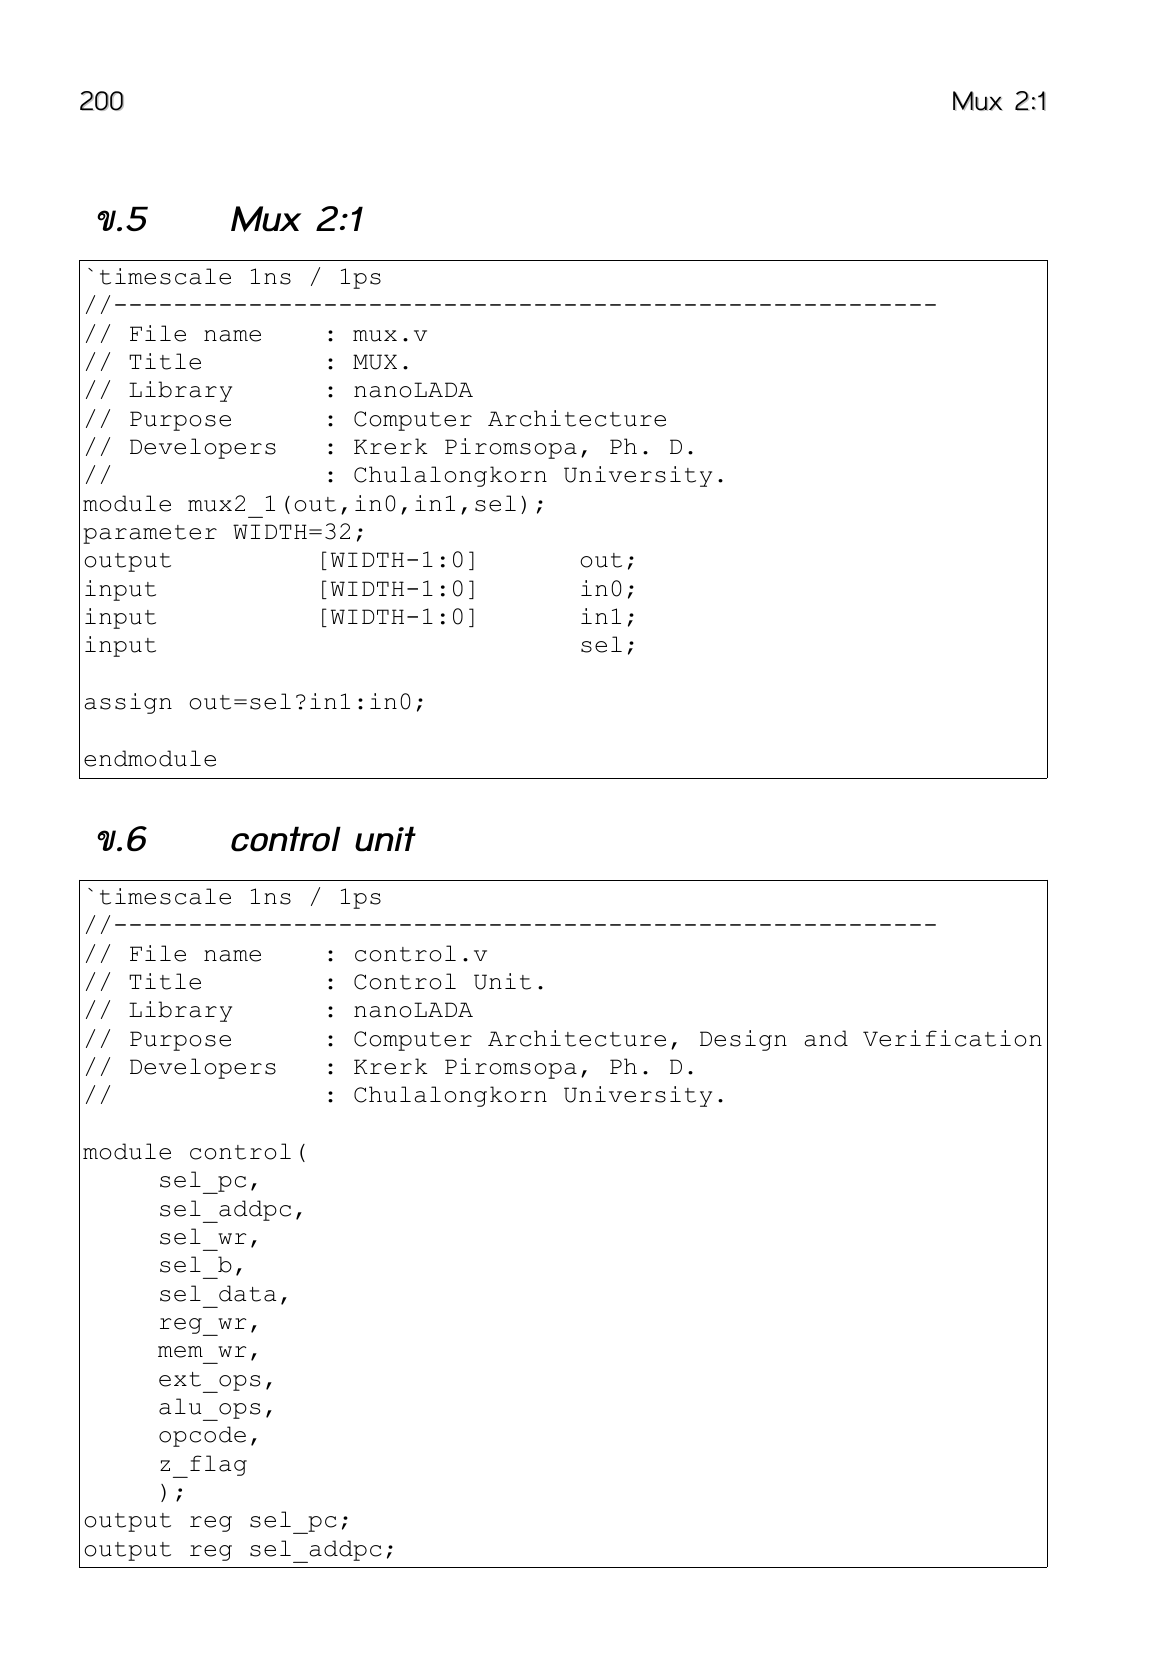 200 Mux 2:1
ข.5 Mux 2:1
`timescale 1ns / 1ps
//-------------------------------------------------------
// File name    : mux.v
// Title        : MUX.
// Library      : nanoLADA
// Purpose      : Computer Architecture
// Developers   : Krerk Piromsopa, Ph. D.
//              : Chulalongkorn University.
module mux2_1(out,in0,in1,sel);
parameter WIDTH=32;
output          [WIDTH-1:0]       out;
input           [WIDTH-1:0]       in0;
input           [WIDTH-1:0]       in1;
input                             sel;
assign out=sel?in1:in0;
endmodule
ข.6 control unit
`timescale 1ns / 1ps
//-------------------------------------------------------
// File name    : control.v
// Title        : Control Unit.
// Library      : nanoLADA
// Purpose      : Computer Architecture, Design and Verification
// Developers   : Krerk Piromsopa, Ph. D.
//              : Chulalongkorn University.
module control(
     sel_pc,
     sel_addpc,
     sel_wr,
     sel_b,
     sel_data,
     reg_wr,
     mem_wr,
     ext_ops,
     alu_ops,
     opcode,
     z_flag
     );
output reg sel_pc;
output reg sel_addpc;